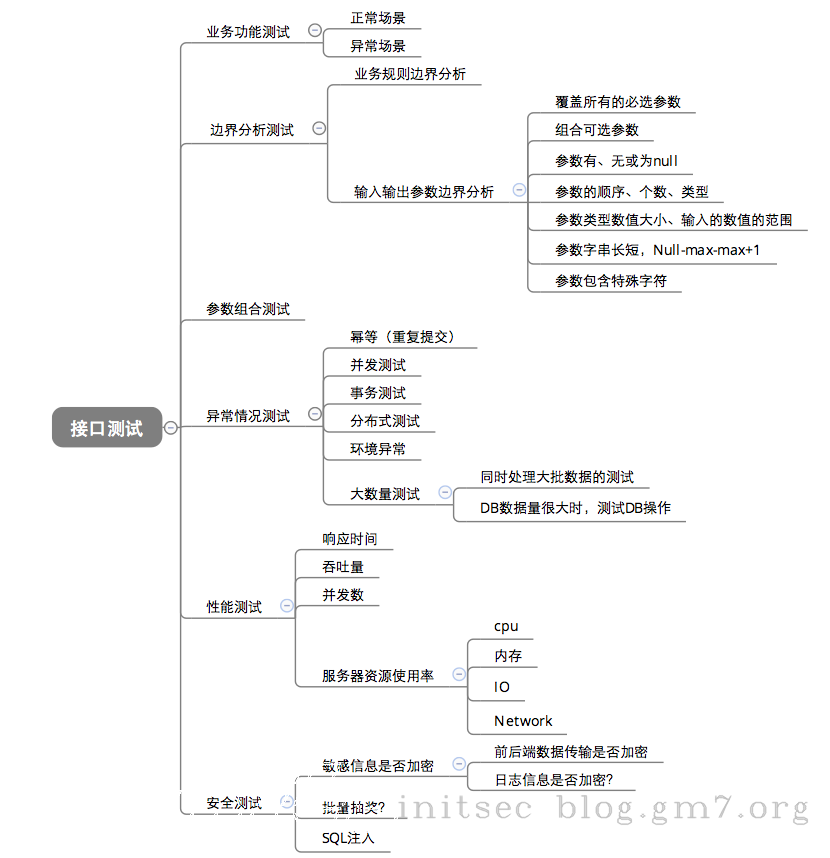 接口测试
业务功能测试
正常场景
异常场景
边界分析测试
业务规则边界分析
输入输出参数边界分析
覆盖所有的必选参数
组合可选参数
参数有、无或为null
参数的顺序、个数、类型
参数类型数值大小、输入的数值的范围
参数字串长短，Null-max-max+1
参数包含特殊字符
参数组合测试
异常情况测试
幂等（重复提交）
并发测试
事务测试
分布式测试
环境异常
大数量测试
同时处理大批数据的测试
DB数据量很大时，测试DB操作
性能测试
响应时间
吞吐量
并发数
服务器资源使用率
cpu
内存
IO
Network
安全测试
敏感信息是否加密
前后端数据传输是否加密
日志信息是否加密?
批量抽奖?
SQL注入
initsec blog.gm7.org